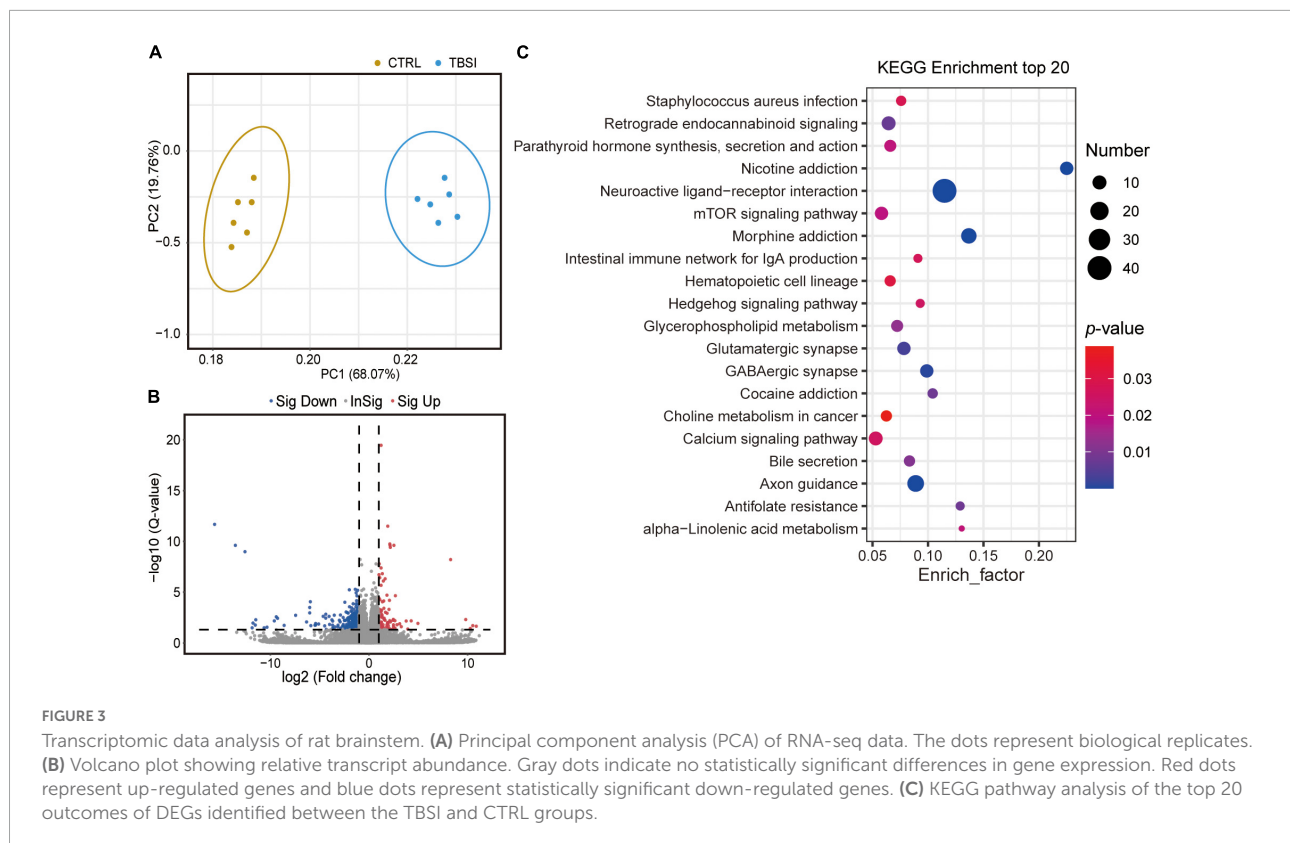 A
CTRL TBSI
PC2 (19.76%)
0.0
−0.5
−1.0
0.18 0.20 0.22
PC1 (68.07%)
B
Sig Down InSig Sig Up
−log10 (Q-value)
20
15
10
5
0
−10 0 10
log2 (Fold change)
C
KEGG Enrichment top 20
Staphylococcus aureus infection
Retrograde endocannabinoid signaling
Parathyroid hormone synthesis, secretion and action
Nicotine addiction
Neuroactive ligand−receptor interaction
mTOR signaling pathway
Morphine addiction
Intestinal immune network for IgA production
Hematopoietic cell lineage
Hedgehog signaling pathway
Glycerophospholipid metabolism
Glutamatergic synapse
GABAergic synapse
Cocaine addiction
Choline metabolism in cancer
Calcium signaling pathway
Bile secretion
Axon guidance
Antifolate resistance
alpha−Linolenic acid metabolism
0.05 0.10 0.15 0.20
Enrich_factor
Number
10
20
30
40
p-value
0.03
0.02
0.01
FIGURE 3
Transcriptomic data analysis of rat brainstem. (A) Principal component analysis (PCA) of RNA-seq data. The dots represent biological replicates.
(B) Volcano plot showing relative transcript abundance. Gray dots indicate no statistically significant differences in gene expression. Red dots
represent up-regulated genes and blue dots represent statistically significant down-regulated genes. (C) KEGG pathway analysis of the top 20
outcomes of DEGs identified between the TBSI and CTRL groups.